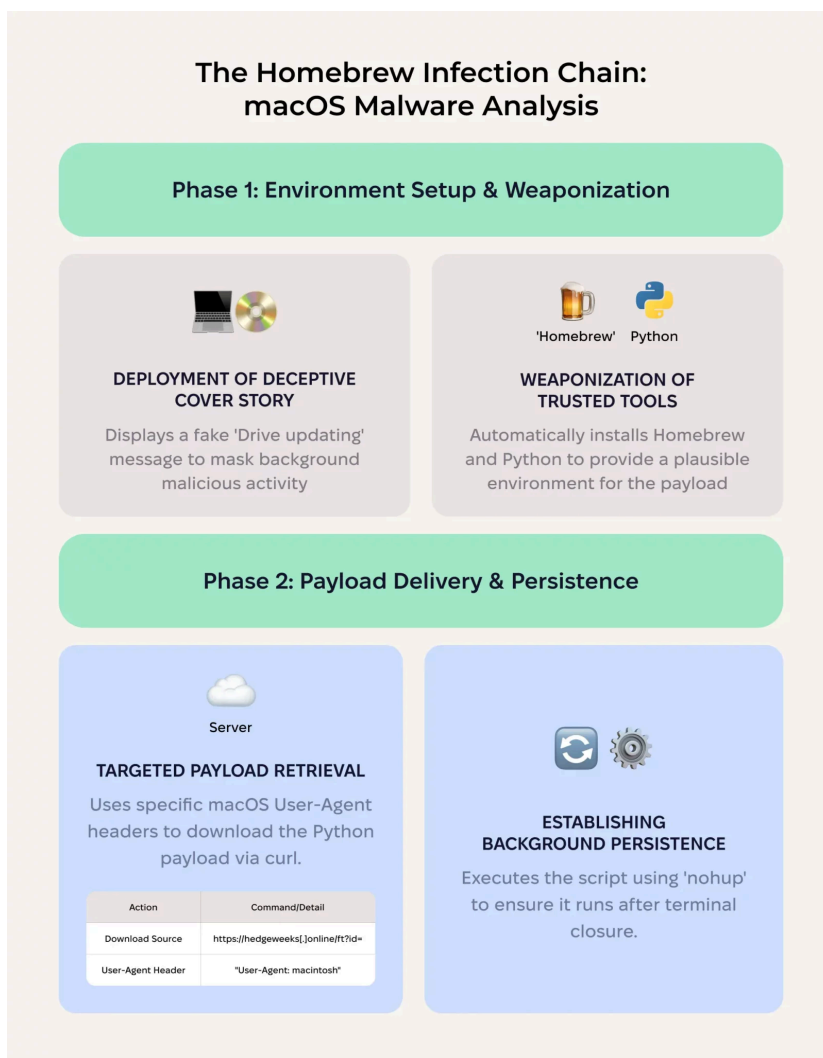 The Homebrew Infection Chain:
macOS Malware Analysis
Phase 1: Environment Setup & Weaponization
DEPLOYMENT OF DECEPTIVE
COVER STORY
Displays a fake 'Drive updating'
message to mask background
malicious activity
'Homebrew' Python
WEAPONIZATION OF
TRUSTED TOOLS
Automatically installs Homebrew
and Python to provide a plausible
environment for the payload
Phase 2: Payload Delivery & Persistence
Server
TARGETED PAYLOAD RETRIEVAL
Uses specific macOS User-Agent
headers to download the Python
payload via curl.
Action Command/Detail
Download Source https://hedgeweeks[.]online/ft?id=
User-Agent Header "User-Agent: macintosh"
ESTABLISHING
BACKGROUND PERSISTENCE
Executes the script using 'nohup'
to ensure it runs after terminal
closure.